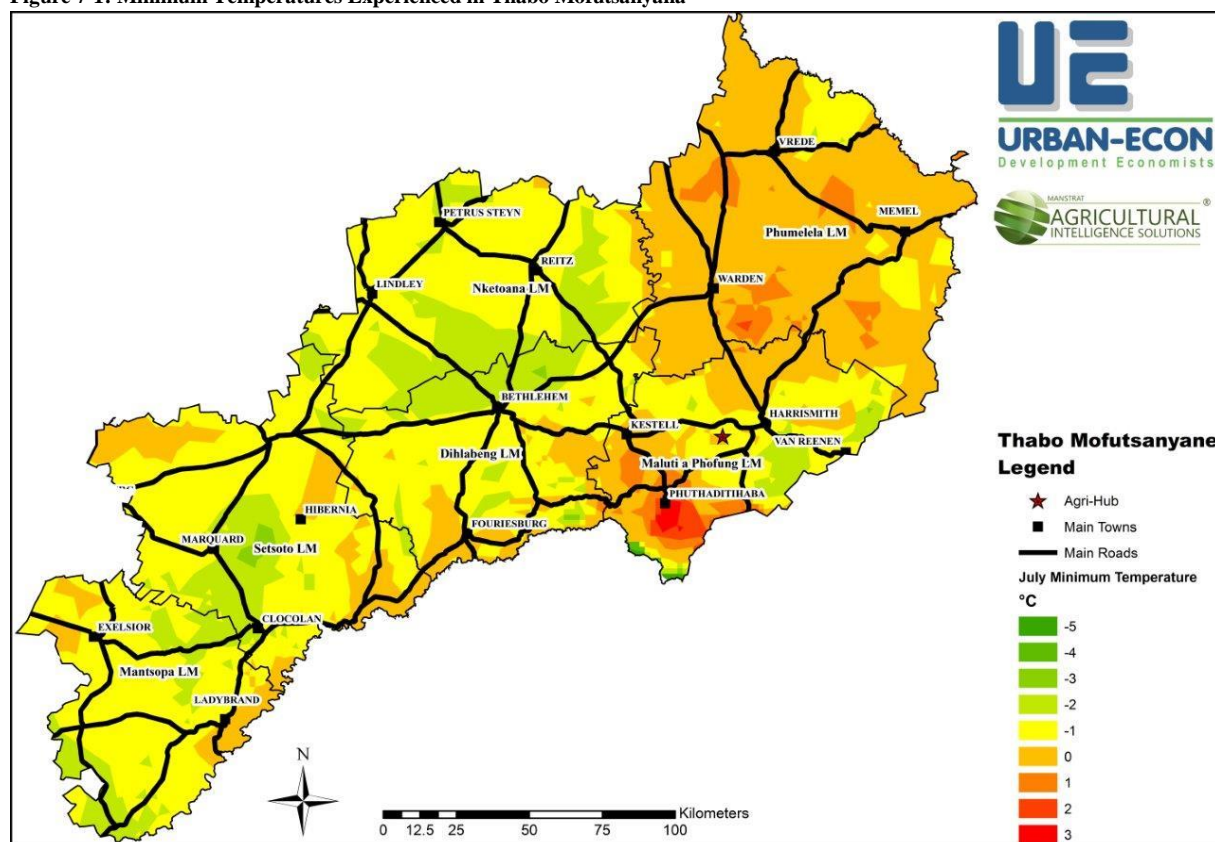 Figure 7-1: Minimum Temperatures Experienced in Thabo Mofutsanyana
UE
URBAN-ECON
Development Economists
MANSTRAT
AGRICULTURAL ®
INTELLIGENCE SOLUTIONS
VREDE
MEMEL
Phumelela LM
PETRUS STEYN
REITZ
WARDEN
LINDLEY
Nketoana LM
BETHLEHEM
HARRISMITH
KESTELL
VAN REENEN
Dihlabeng LM
Maluti a Phofung LM
PHUTHADITIHABA
HIBERNIA
FOURIESBURG
MARQUARD
Setsoto LM
CLOCOLAN
EXELSIOR
Mantsopa LM
LADYBRAND
N
Kilometers
0 12.5 25 50 75 100
Thabo Mofutsanyane
Legend
Agri-Hub
Main Towns
Main Roads
July Minimum Temperature
°C
-5
-4
-3
-2
-1
0
1
2
3